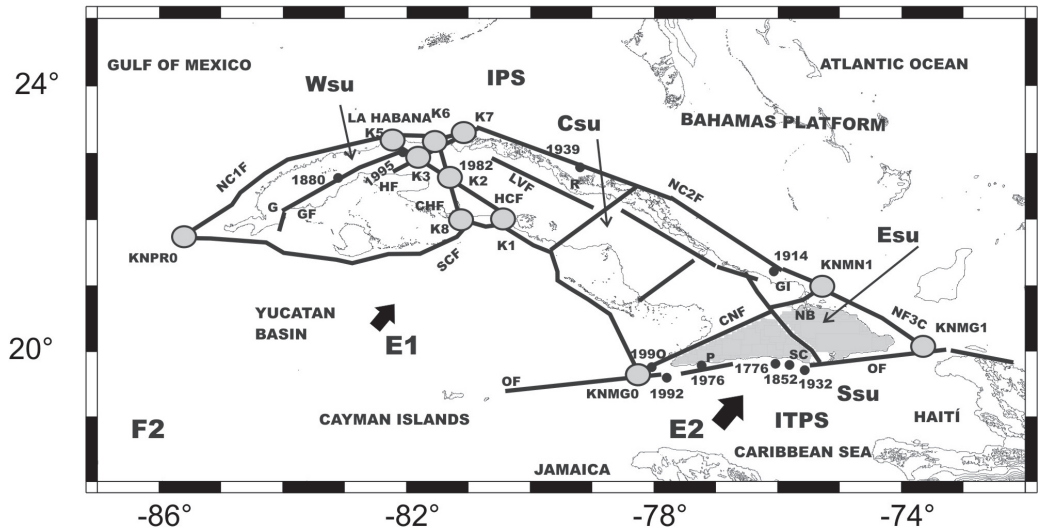 GULF OF MEXICO
ATLANTIC OCEAN
24°
IPS
Wsu
LA HABANA
K6
K7
K5
Csu
BAHAMAS PLATFORM
1939
1995
K3
1982
K2
R
1880
HF
LVF
NC1F
NC2F
G
GF
CHF
HCF
K8
K1
Esu
KNPR0
SCF
1914
KNMN1
GI
YUCATAN
BASIN
CNF
NB
NF3C
KNMG1
20°
E1
1990
P
SC
1776
OF
OF
KNMG0
1992
1976
1852
1932
Ssu
CAYMAN ISLANDS
F2
E2
ITPS
HAITÍ
CARIBBEAN SEA
JAMAICA
-86°
-82°
-78°
-74°